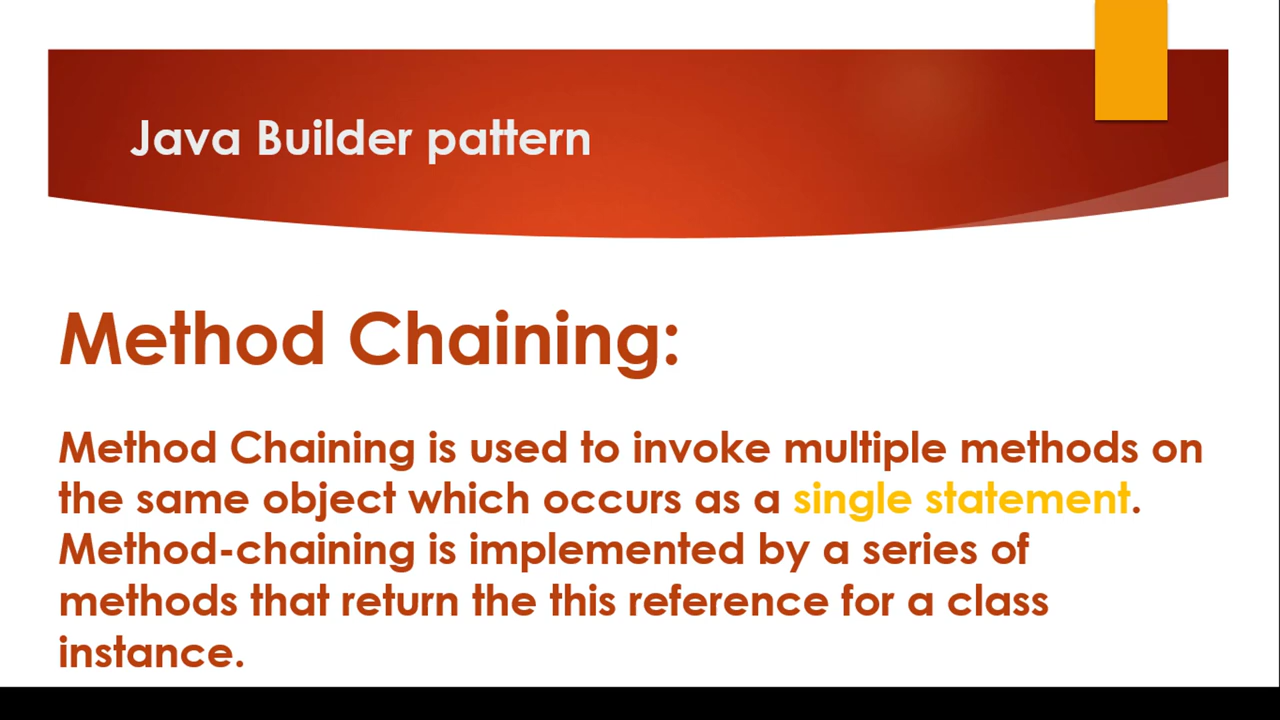 Java Builder pattern
Method Chaining:
Method Chaining is used to invoke multiple methods on
the same object which occurs as a single statement.
Method-chaining is implemented by a series of
methods that return the this reference for a class
instance.